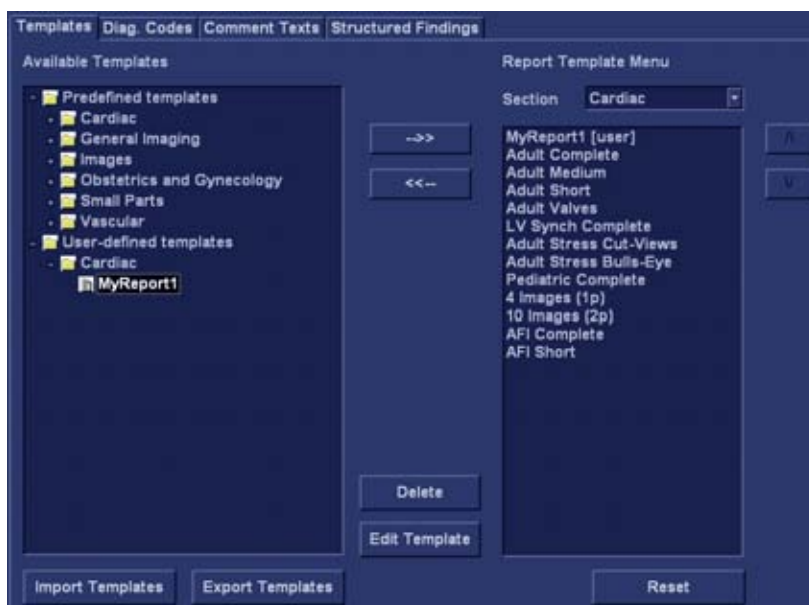 Templates Diag. Codes Comment Texts Structured Findings
Available Templates
Predefined templates
Cardiac
General Imaging
Images
Obstetrics and Gynecology
Small Parts
Vascular
User-defined templates
Cardiac
MyReport1
-->>
<<--
Delete
Edit Template
Import Templates Export Templates
Report Template Menu
Section Cardiac
MyReport1 [user]
Adult Complete
Adult Medium
Adult Short
Adult Valves
LV Synch Complete
Adult Stress Cut-Views
Adult Stress Bulls-Eye
Pediatric Complete
4 Images (1p)
10 Images (2p)
AFI Complete
AFI Short
Reset